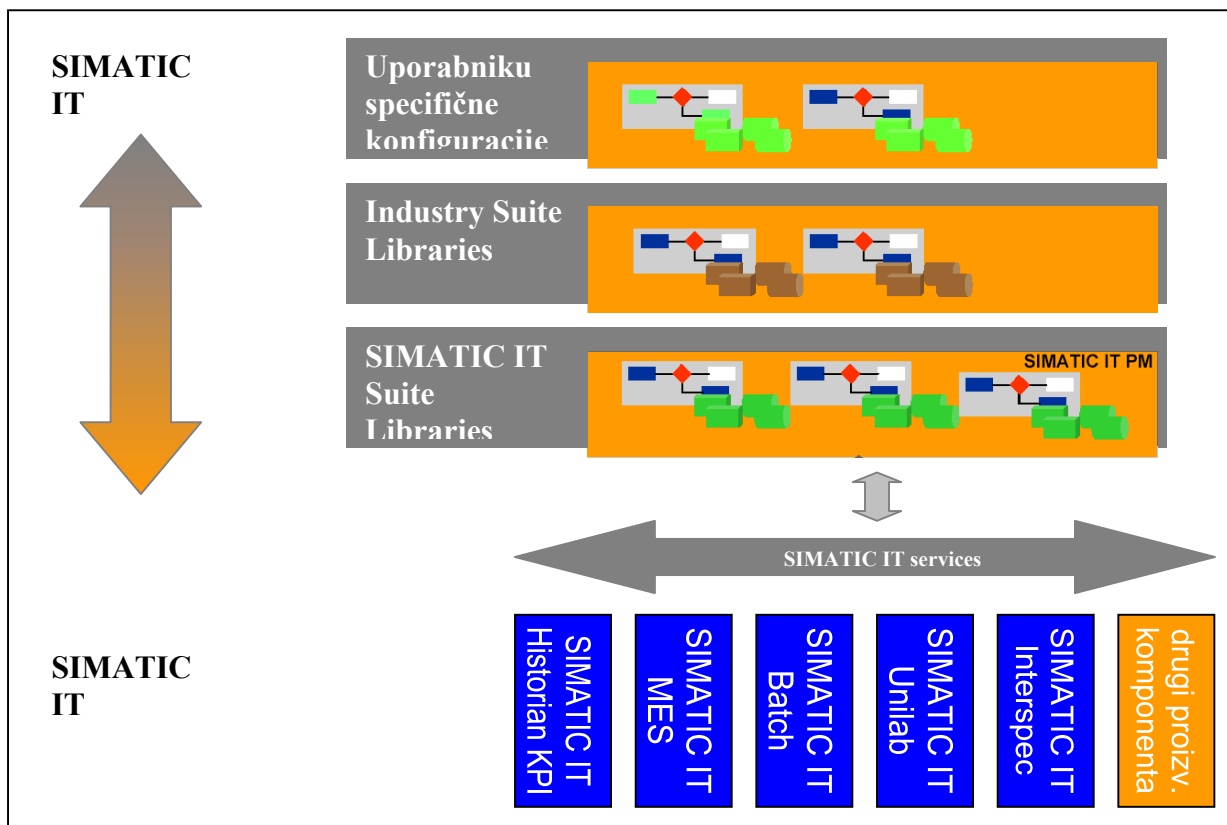 SIMATIC
IT
Uporabniku
specifične
konfiguracije
Industry Suite
Libraries
SIMATIC IT
Suite
Libraries
SIMATIC IT PM
SIMATIC IT services
SIMATIC
IT
SIMATIC IT
Historian KPI
SIMATIC IT
MES
SIMATIC IT
Batch
SIMATIC IT
Unilab
SIMATIC IT
Interspec
drugi proizv.
komponenta